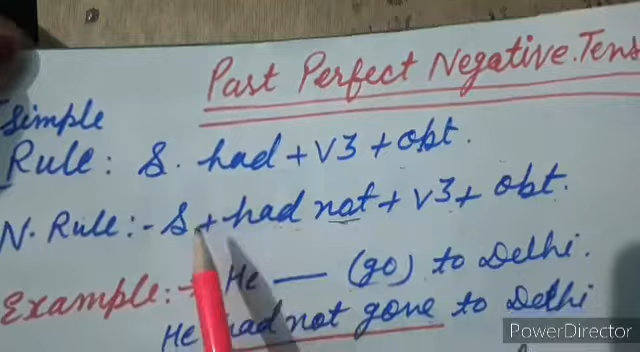 Past Perfect Negative. Tens
Simple
Rule: S. had + V3 + obt.
N. Rule:- S + had not + V3 + obt.
Example:→ He — (go) to Delhi.
He had not gone to Delhi
PowerDirector